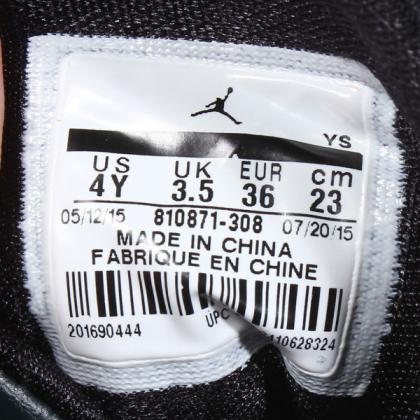 YS
US UK EUR cm
4Y 3.5 36 23
05/12/15 810871-308 07/20/15
MADE IN CHINA
FABRIQUE EN CHINE
201690444 UPC 110628324